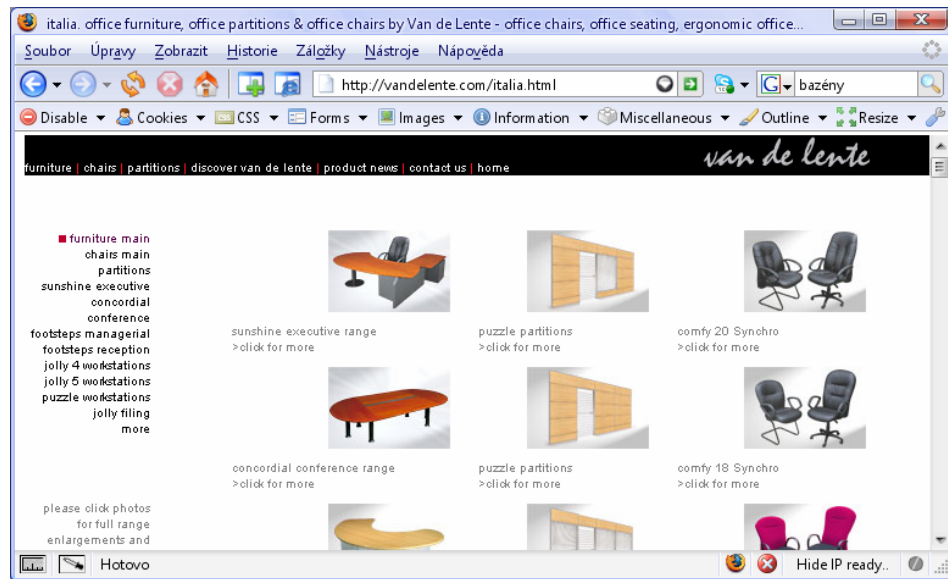 italia. office furniture, office partitions & office chairs by Van de Lente - office chairs, office seating, ergonomic office...
Soubor Úpravy Zobrazit Historie Záložky Nástroje Nápověda
http://vandelente.com/italia.html G bazény
Disable Cookies CSS Forms Images Information Miscellaneous Outline Resize
van de lente
furniture | chairs | partitions | discover van de lente | product news | contact us | home
furniture main
chairs main
partitions
sunshine executive
concordial
conference
footsteps managerial
footsteps reception
jolly 4 workstations
jolly 5 workstations
puzzle workstations
jolly filing
more
sunshine executive range
>click for more
puzzle partitions
>click for more
comfy 20 Synchro
>click for more
concordial conference range
>click for more
puzzle partitions
>click for more
comfy 18 Synchro
>click for more
please click photos
for full range
enlargements and
Hotovo Hide IP ready..